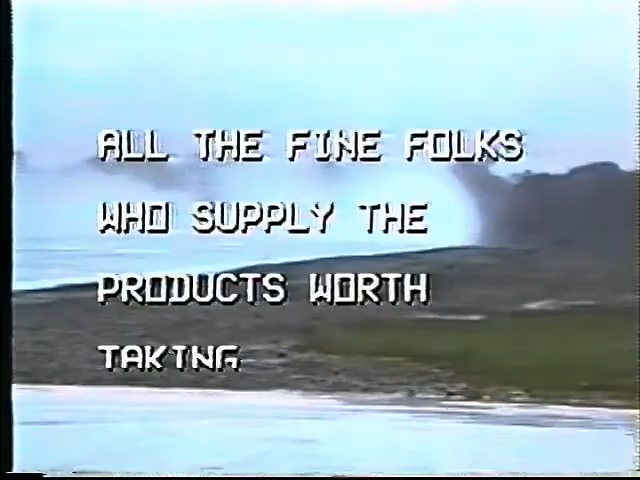 ALL THE FINE FOLKS
WHO SUPPLY THE
PRODUCTS WORTH
TAKING